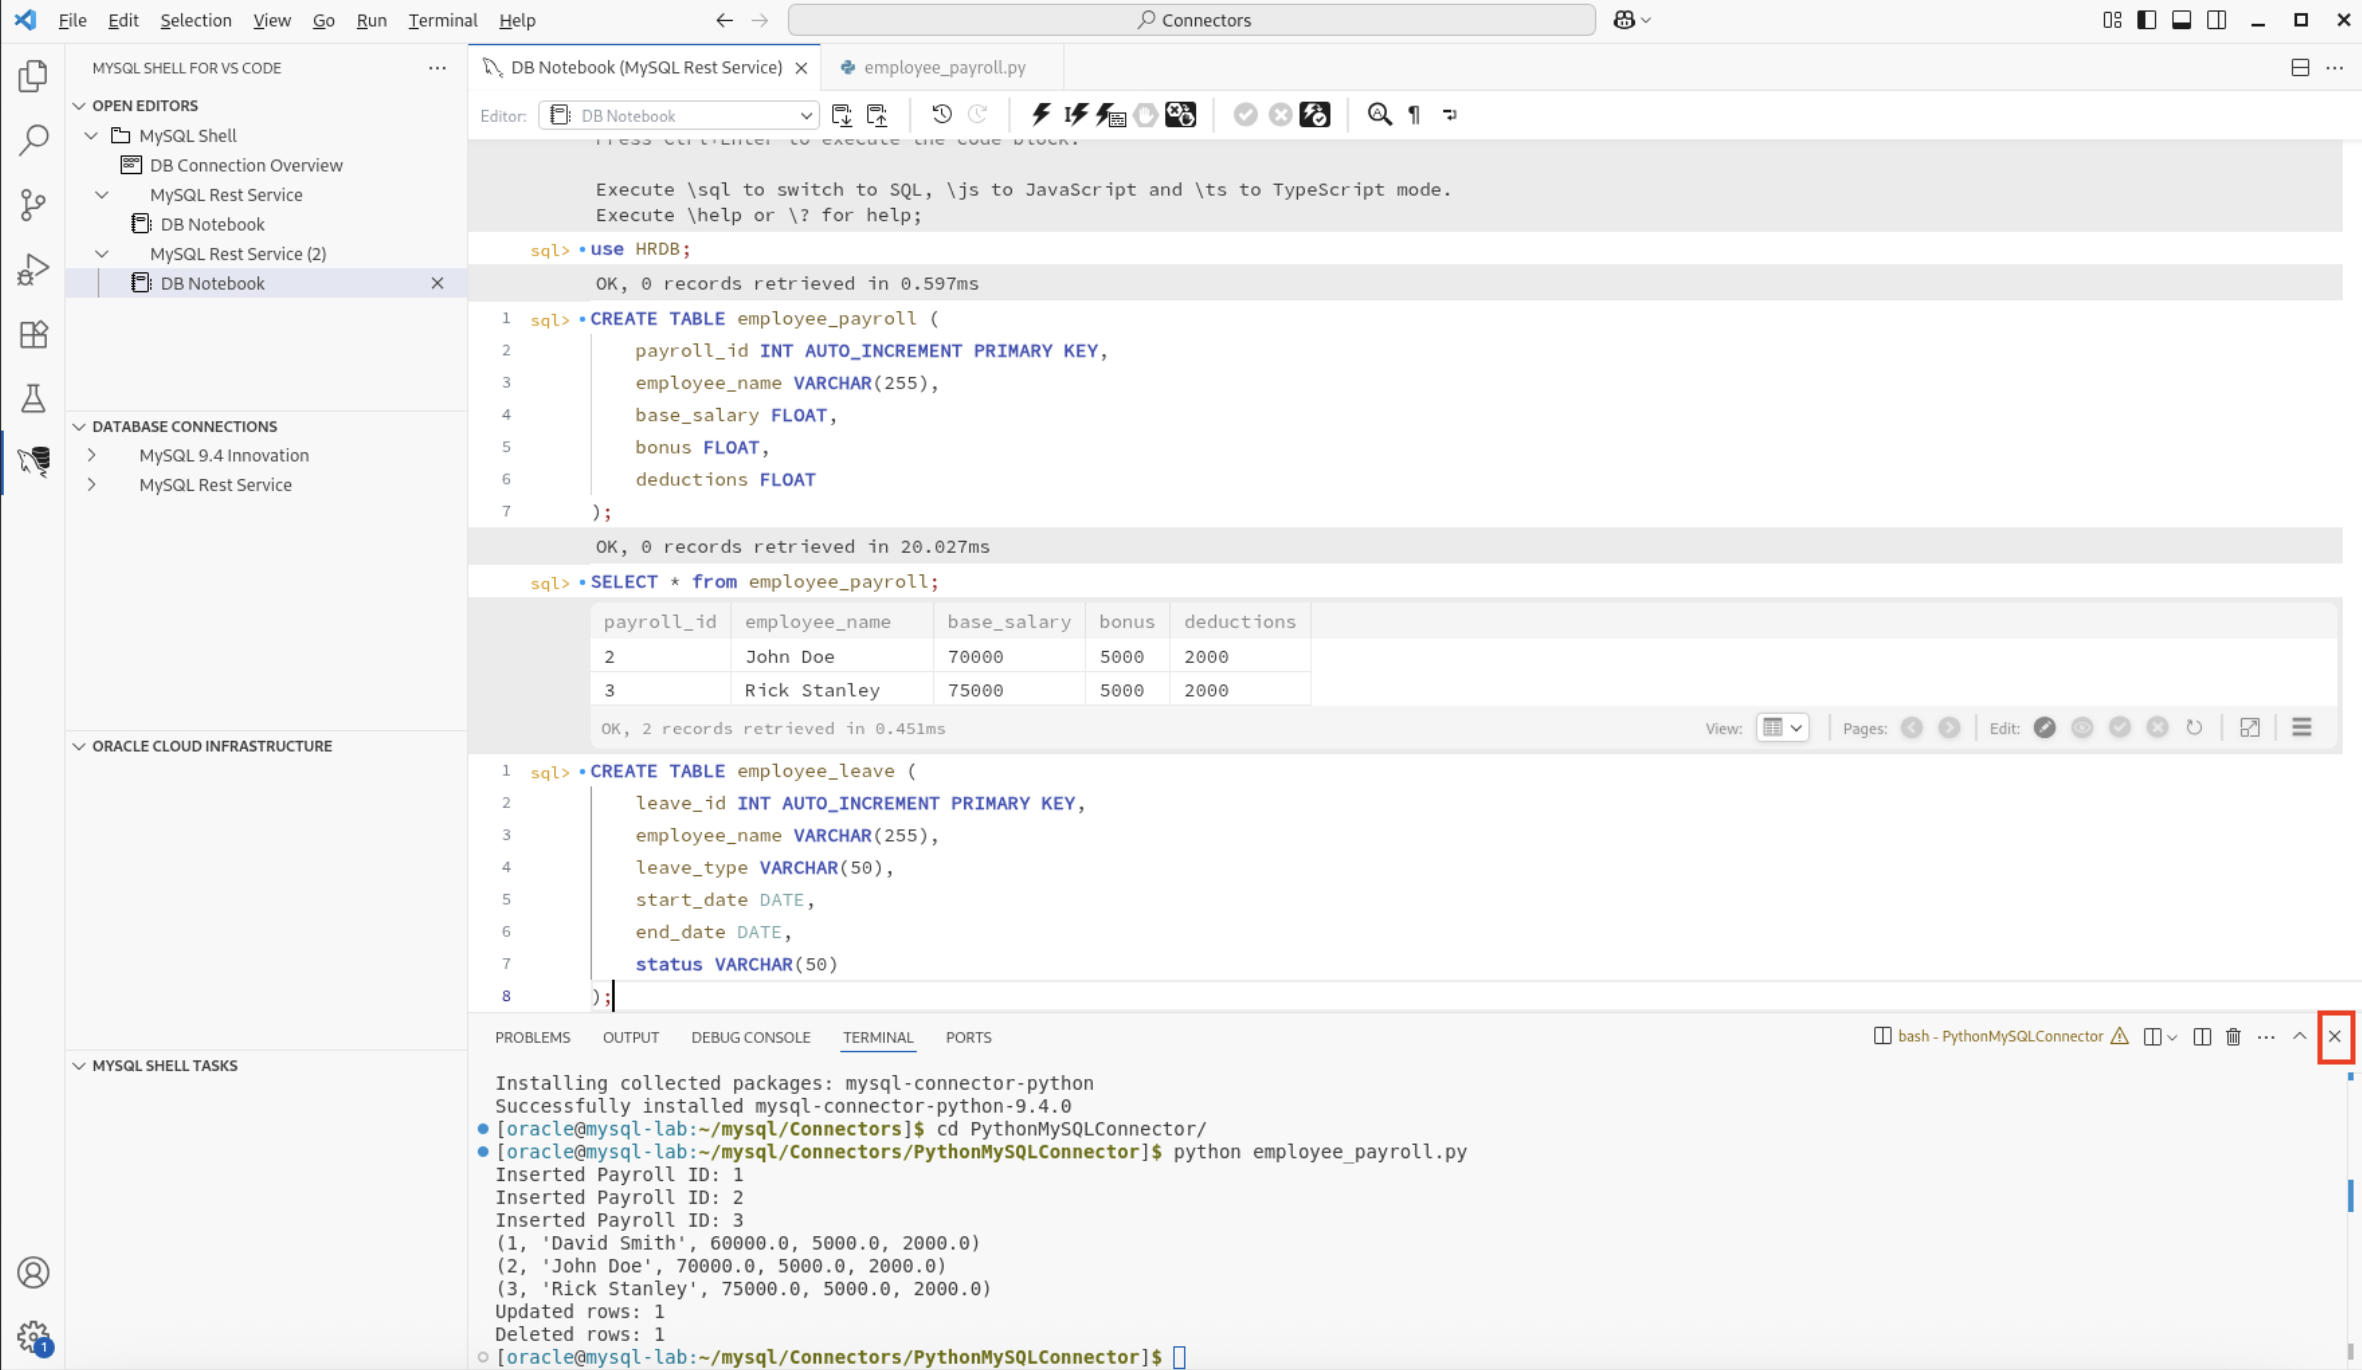 File Edit Selection View Go Run Terminal Help
Connectors
MYSQL SHELL FOR VS CODE
OPEN EDITORS
MySQL Shell
DB Connection Overview
MySQL Rest Service
DB Notebook
MySQL Rest Service (2)
DB Notebook
DATABASE CONNECTIONS
MySQL 9.4 Innovation
MySQL Rest Service
ORACLE CLOUD INFRASTRUCTURE
MYSQL SHELL TASKS
1
DB Notebook (MySQL Rest Service) employee_payroll.py
Editor: DB Notebook
Press Ctrl+Enter to execute the code block.
Execute \sql to switch to SQL, \js to JavaScript and \ts to TypeScript mode.
Execute \help or \? for help;
sql> use HRDB;
OK, 0 records retrieved in 0.597ms
1 sql> CREATE TABLE employee_payroll (
2 payroll_id INT AUTO_INCREMENT PRIMARY KEY,
3 employee_name VARCHAR(255),
4 base_salary FLOAT,
5 bonus FLOAT,
6 deductions FLOAT
7 );
OK, 0 records retrieved in 20.027ms
sql> SELECT * from employee_payroll;
payroll_id employee_name base_salary bonus deductions
2 John Doe 70000 5000 2000
3 Rick Stanley 75000 5000 2000
OK, 2 records retrieved in 0.451ms View: Pages: Edit:
1 sql> CREATE TABLE employee_leave (
2 leave_id INT AUTO_INCREMENT PRIMARY KEY,
3 employee_name VARCHAR(255),
4 leave_type VARCHAR(50),
5 start_date DATE,
6 end_date DATE,
7 status VARCHAR(50)
8 );
PROBLEMS OUTPUT DEBUG CONSOLE TERMINAL PORTS bash - PythonMySQLConnector
Installing collected packages: mysql-connector-python
Successfully installed mysql-connector-python-9.4.0
[oracle@mysql-lab:~/mysql/Connectors]$ cd PythonMySQLConnector/
[oracle@mysql-lab:~/mysql/Connectors/PythonMySQLConnector]$ python employee_payroll.py
Inserted Payroll ID: 1
Inserted Payroll ID: 2
Inserted Payroll ID: 3
(1, 'David Smith', 60000.0, 5000.0, 2000.0)
(2, 'John Doe', 70000.0, 5000.0, 2000.0)
(3, 'Rick Stanley', 75000.0, 5000.0, 2000.0)
Updated rows: 1
Deleted rows: 1
[oracle@mysql-lab:~/mysql/Connectors/PythonMySQLConnector]$